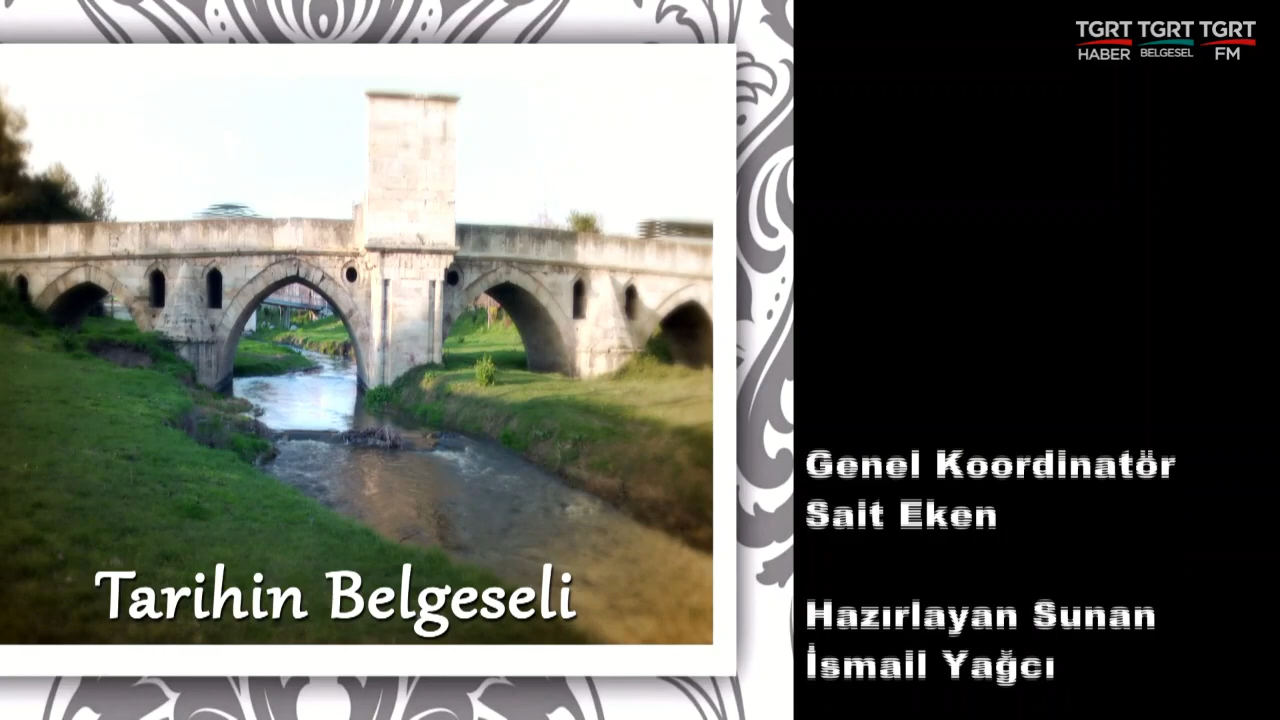 TGRT TGRT TGRT
HABER BELGESEL FM
Genel Koordinatör
Sait Eken
Tarihin Belgeseli
Hazırlayan Sunan
İsmail Yağcı